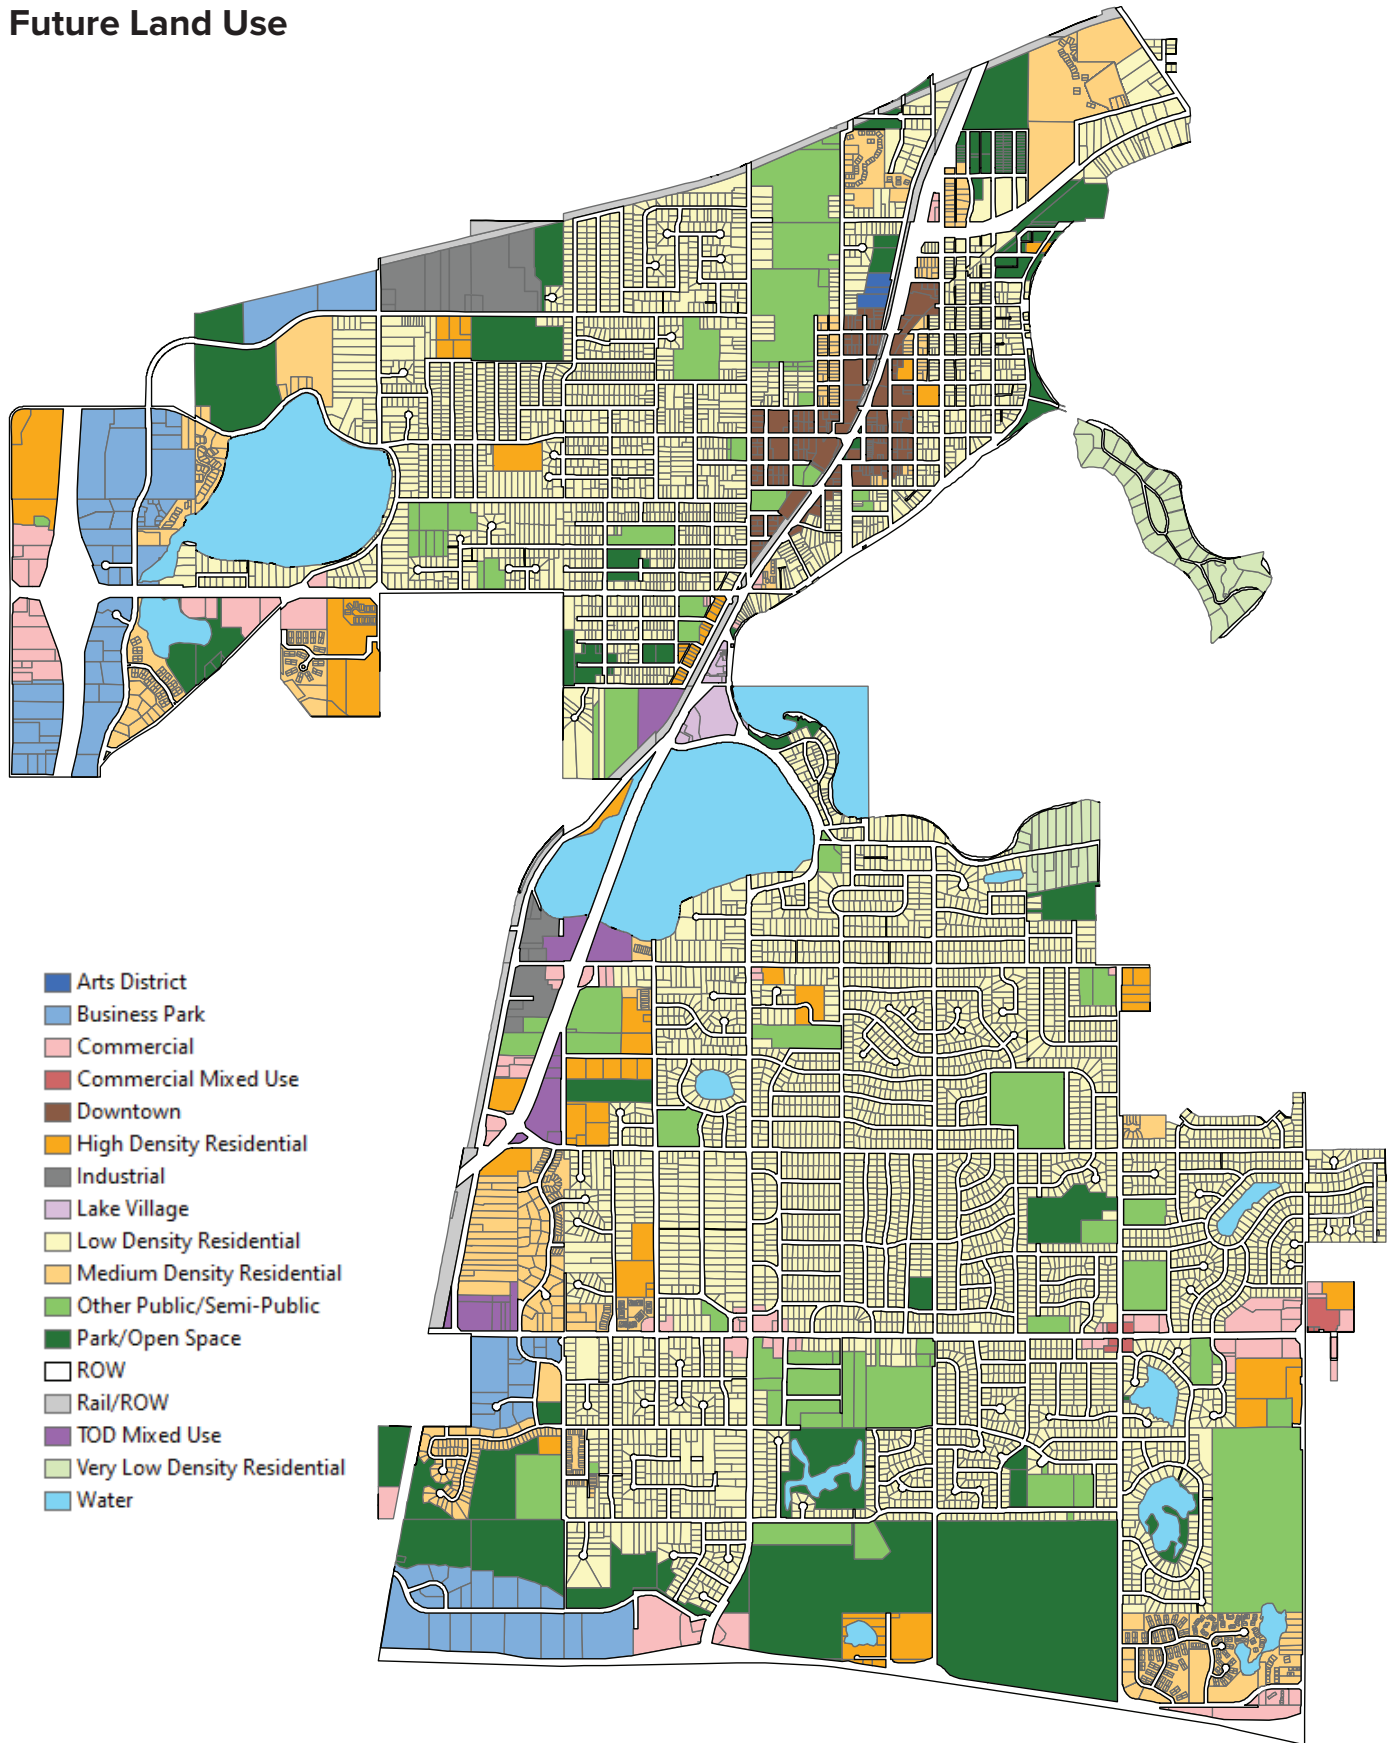 Future Land Use
Arts District
Business Park
Commercial
Commercial Mixed Use
Downtown
High Density Residential
Industrial
Lake Village
Low Density Residential
Medium Density Residential
Other Public/Semi-Public
Park/Open Space
ROW
Rail/ROW
TOD Mixed Use
Very Low Density Residential
Water